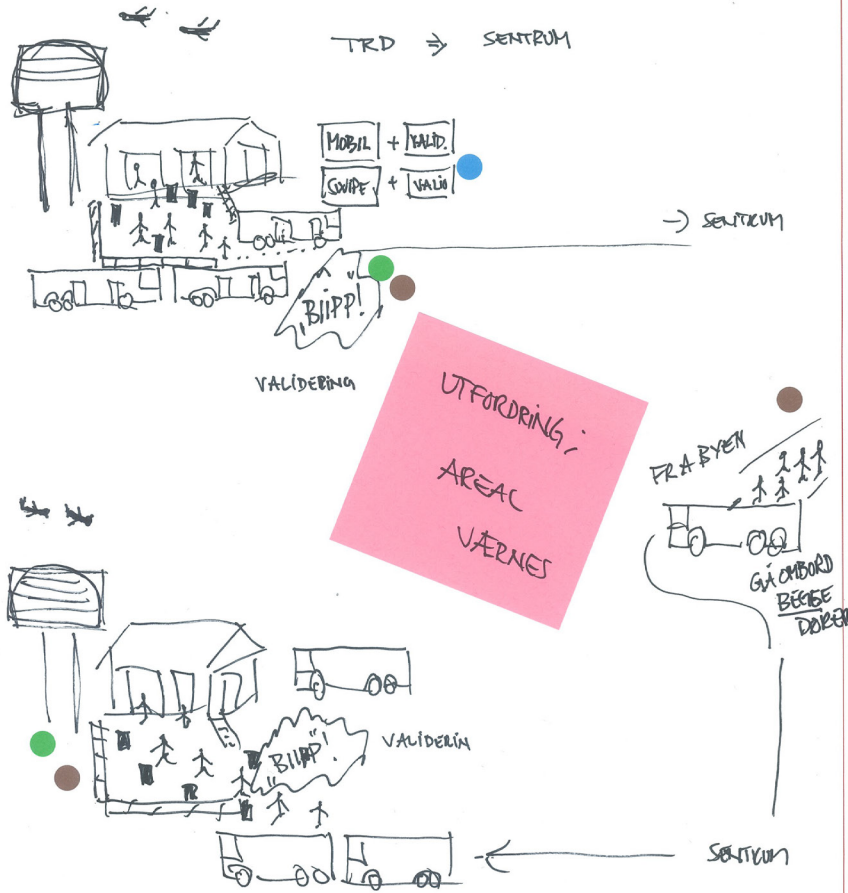 TRD ⇒ SENTRUM
MOBIL + VALID.
+ VALID
→ SENTRUM
BIIPP!
VALIDERING
UTFORDRING;
AREAL
VÆRNES
FRA BYEN
GÅ OMBORD
BEGGE
DØRER
"BIIPP!"
VALIDERIN
SENTRUM